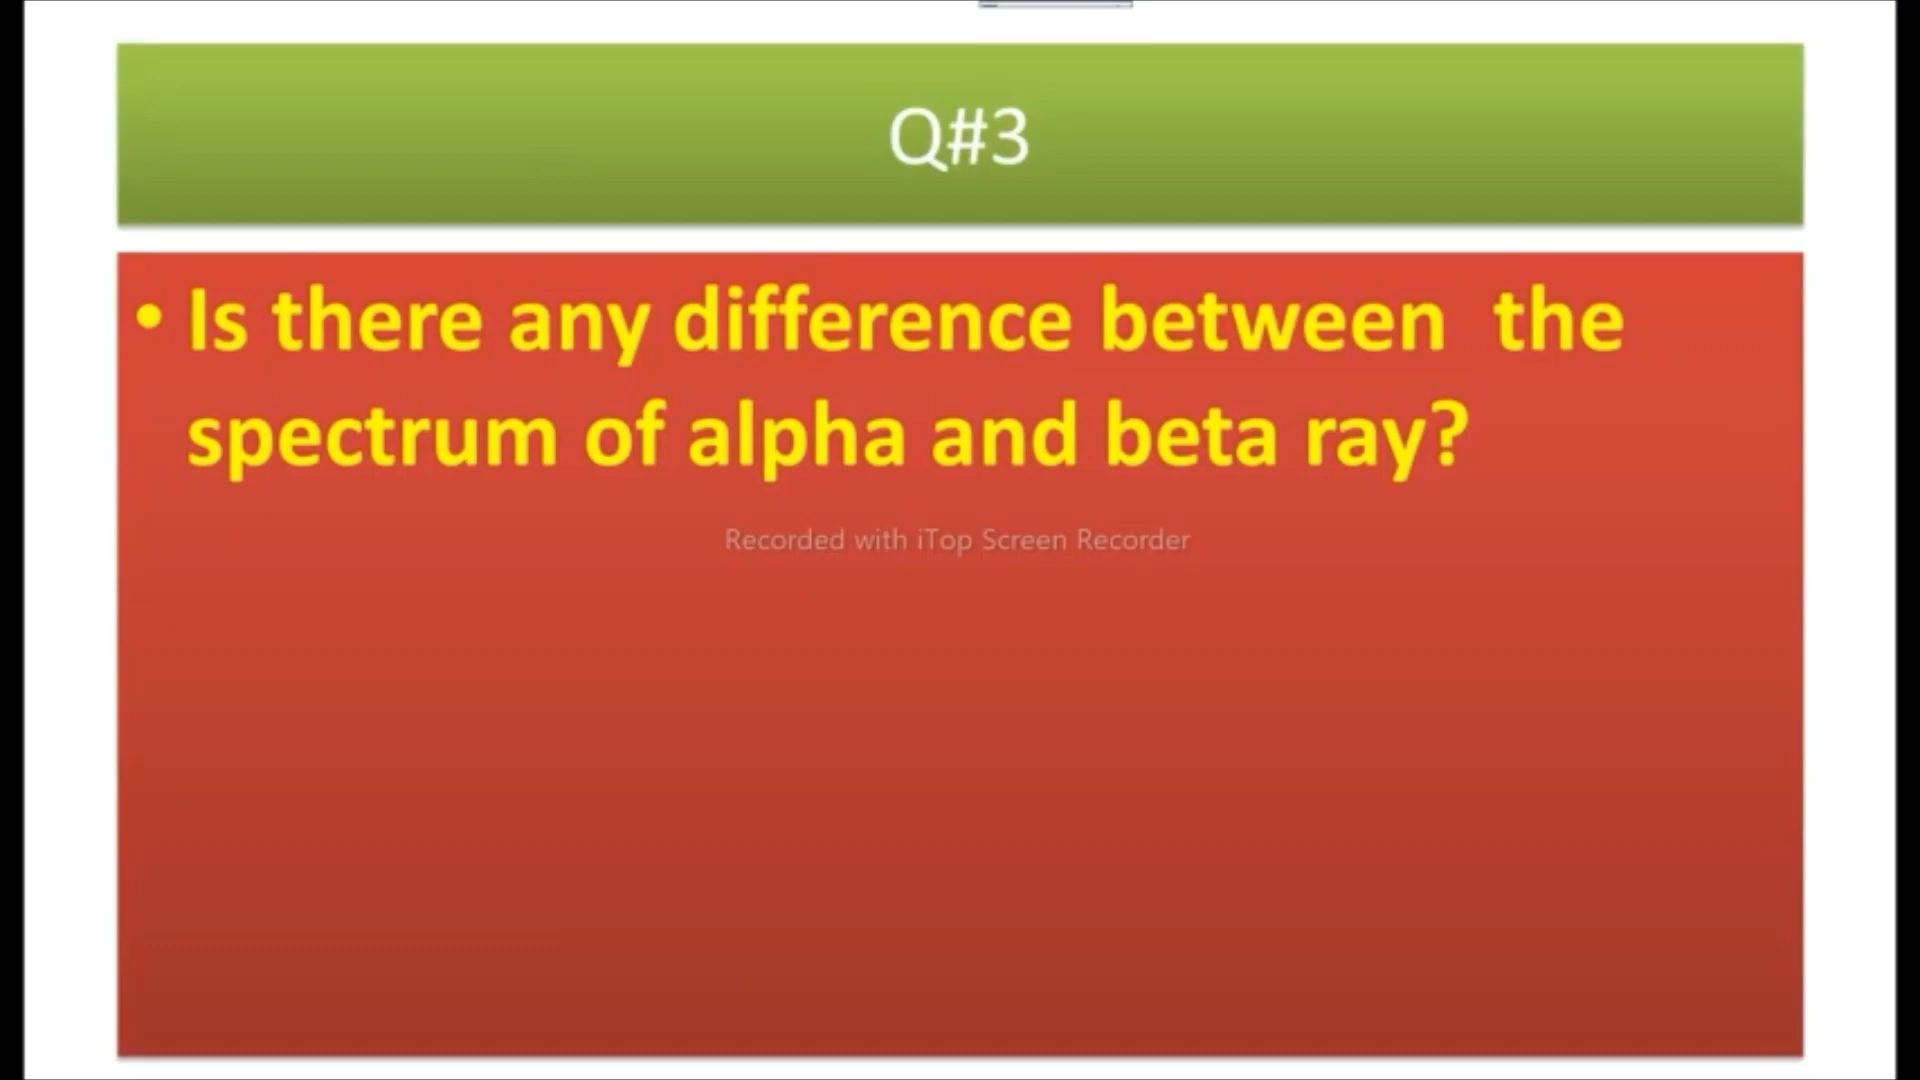 Q#3
• Is there any difference between the
spectrum of alpha and beta ray?
Recorded with iTop Screen Recorder